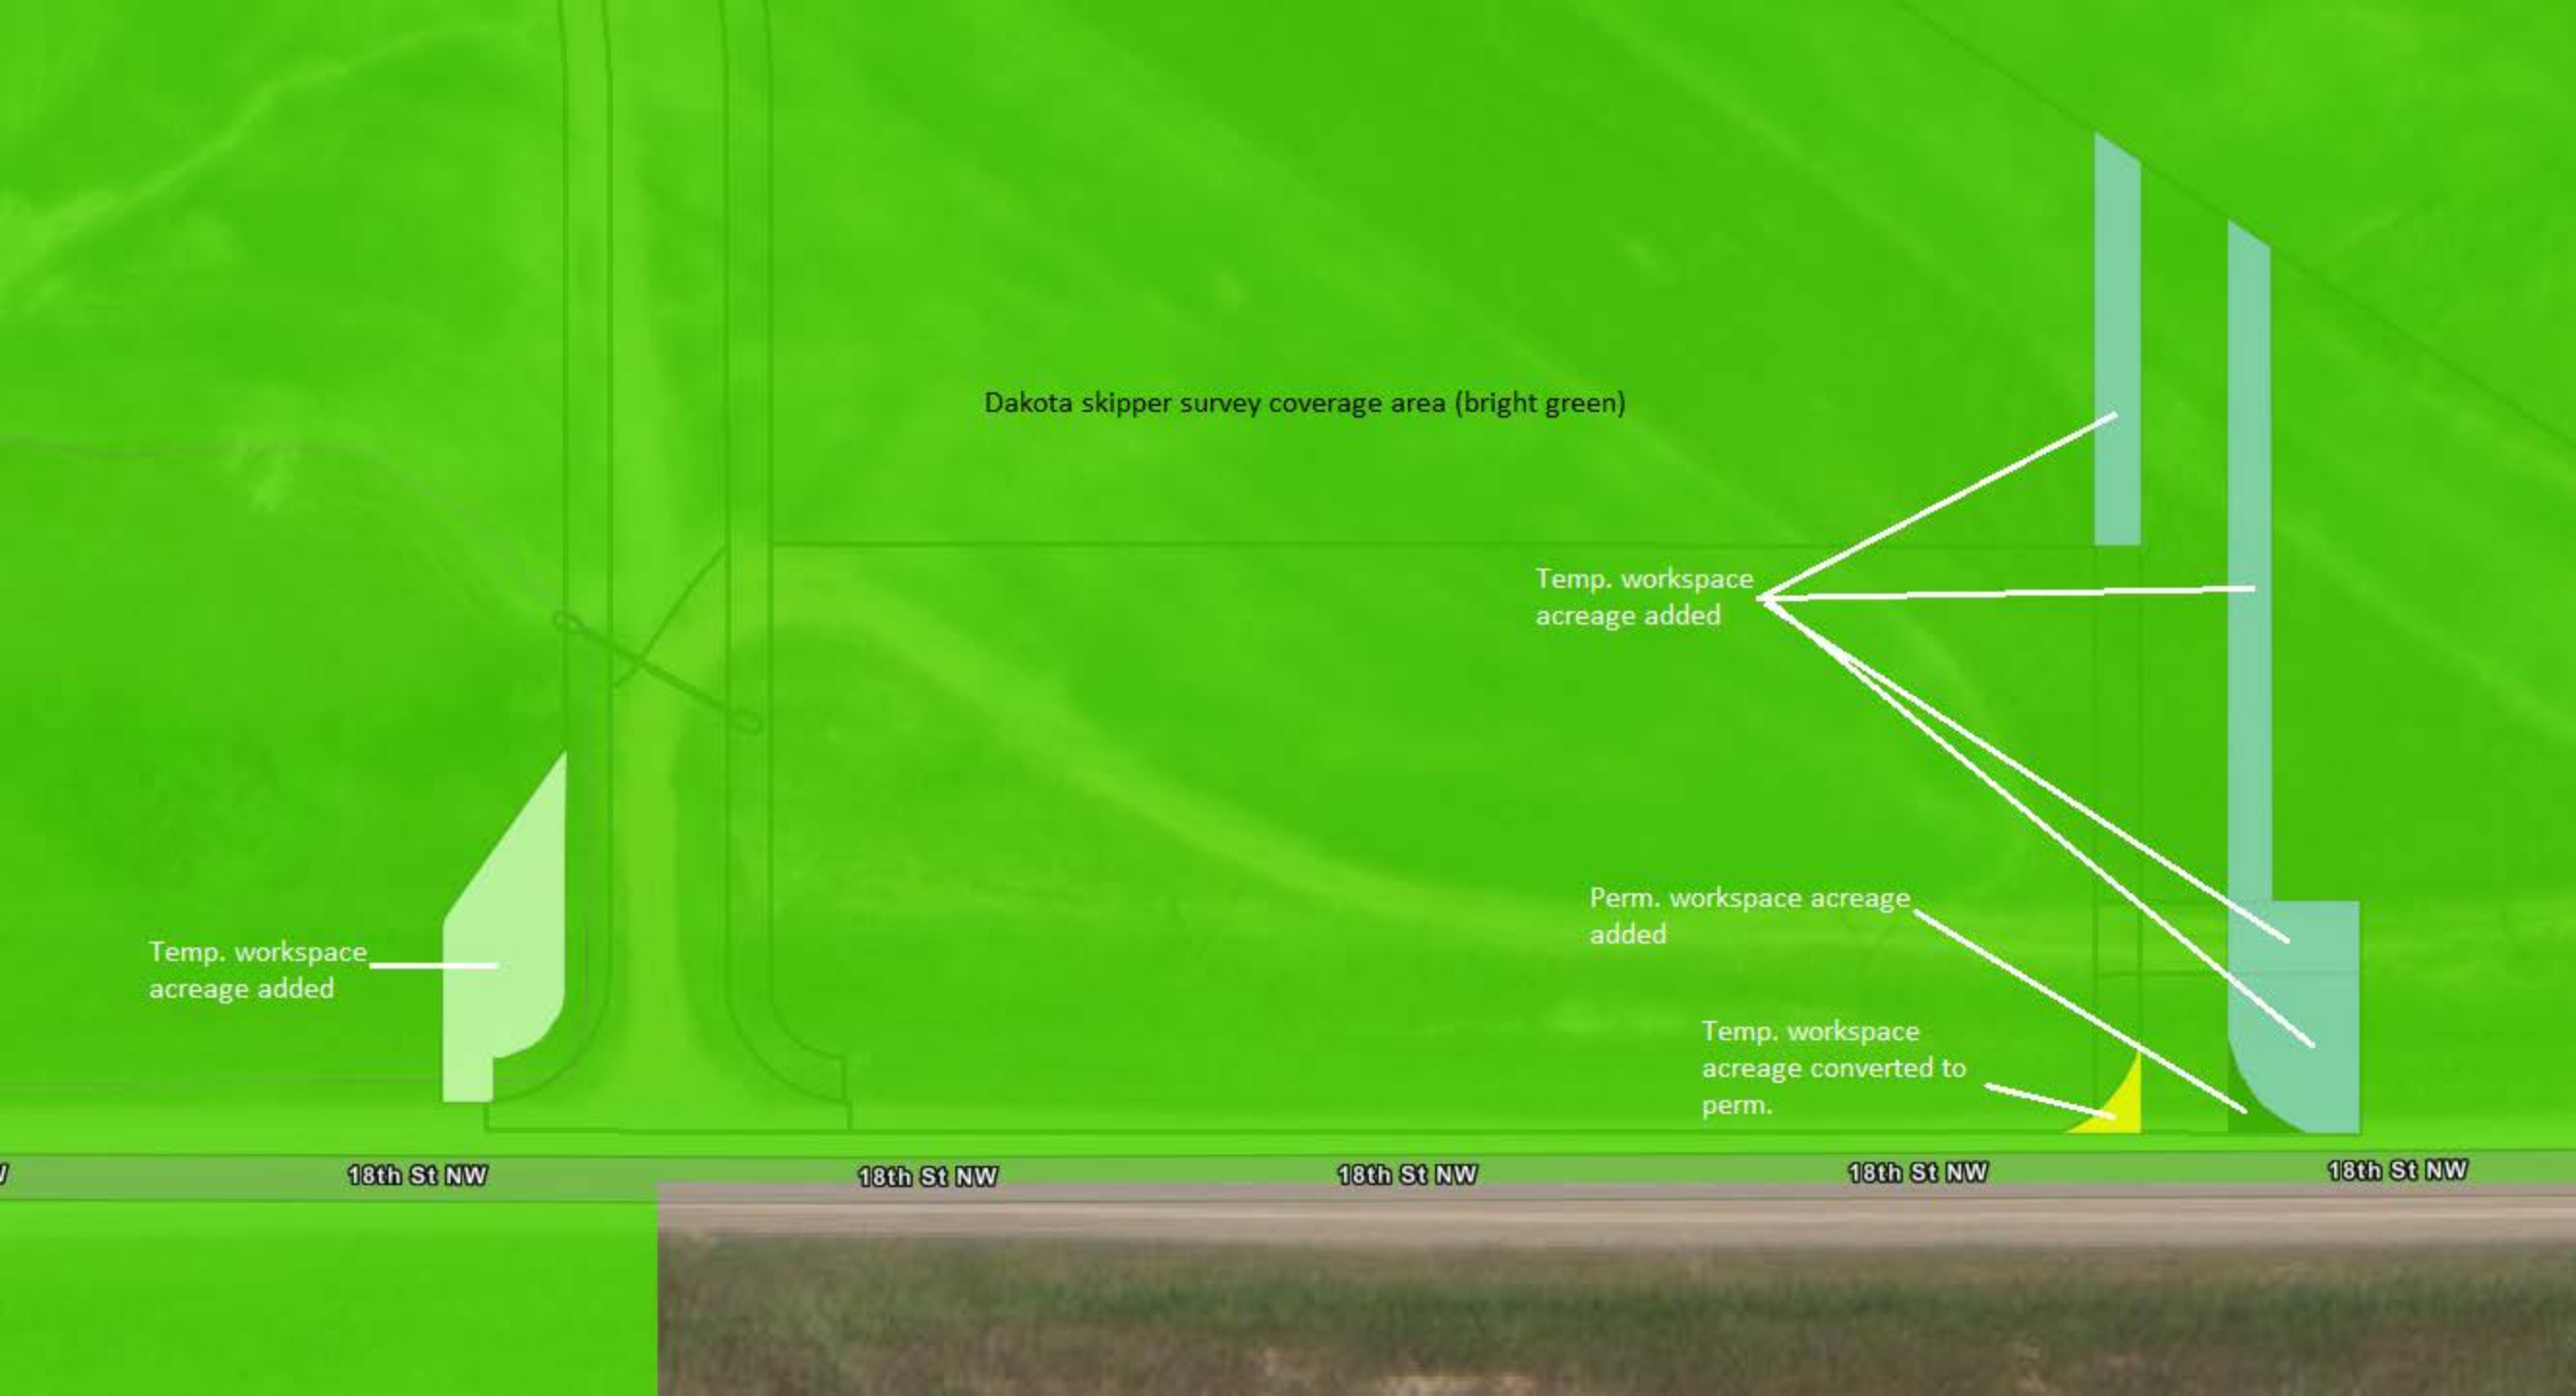 Dakota skipper survey coverage area (bright green)
Temp. workspace
acreage added
Perm. workspace acreage
added
Temp. workspace
acreage added
Temp. workspace
acreage converted to
perm.
18th St NW
18th St NW
18th St NW
18th St NW
18th St NW